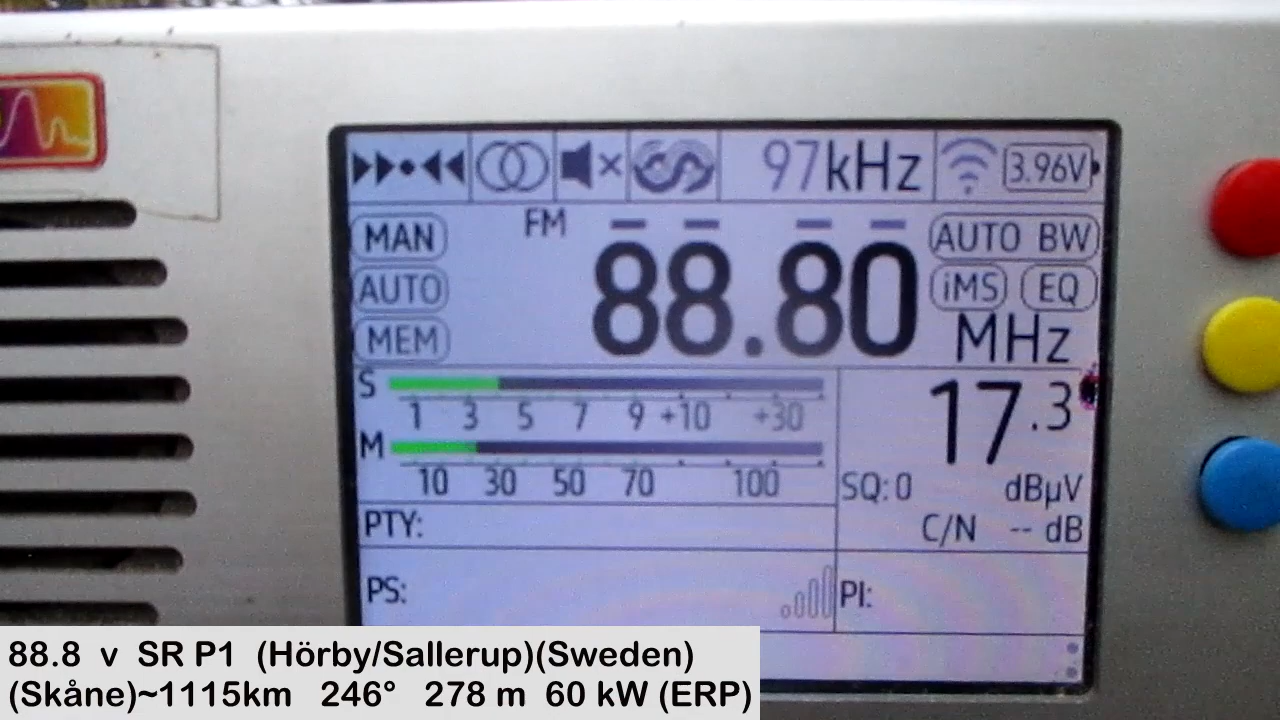 97kHz 3.96V
MAN FM 88.80 MHz AUTO BW
AUTO iMS EQ
MEM
S
1 3 5 7 9 +10 +30
17.3
M
10 30 50 70 100
SQ: 0 dBµV
PTY: C/N -- dB
PS: PI:
88.8 v SR P1 (Hörby/Sallerup)(Sweden)
(Skåne)~1115km 246° 278 m 60 kW (ERP)